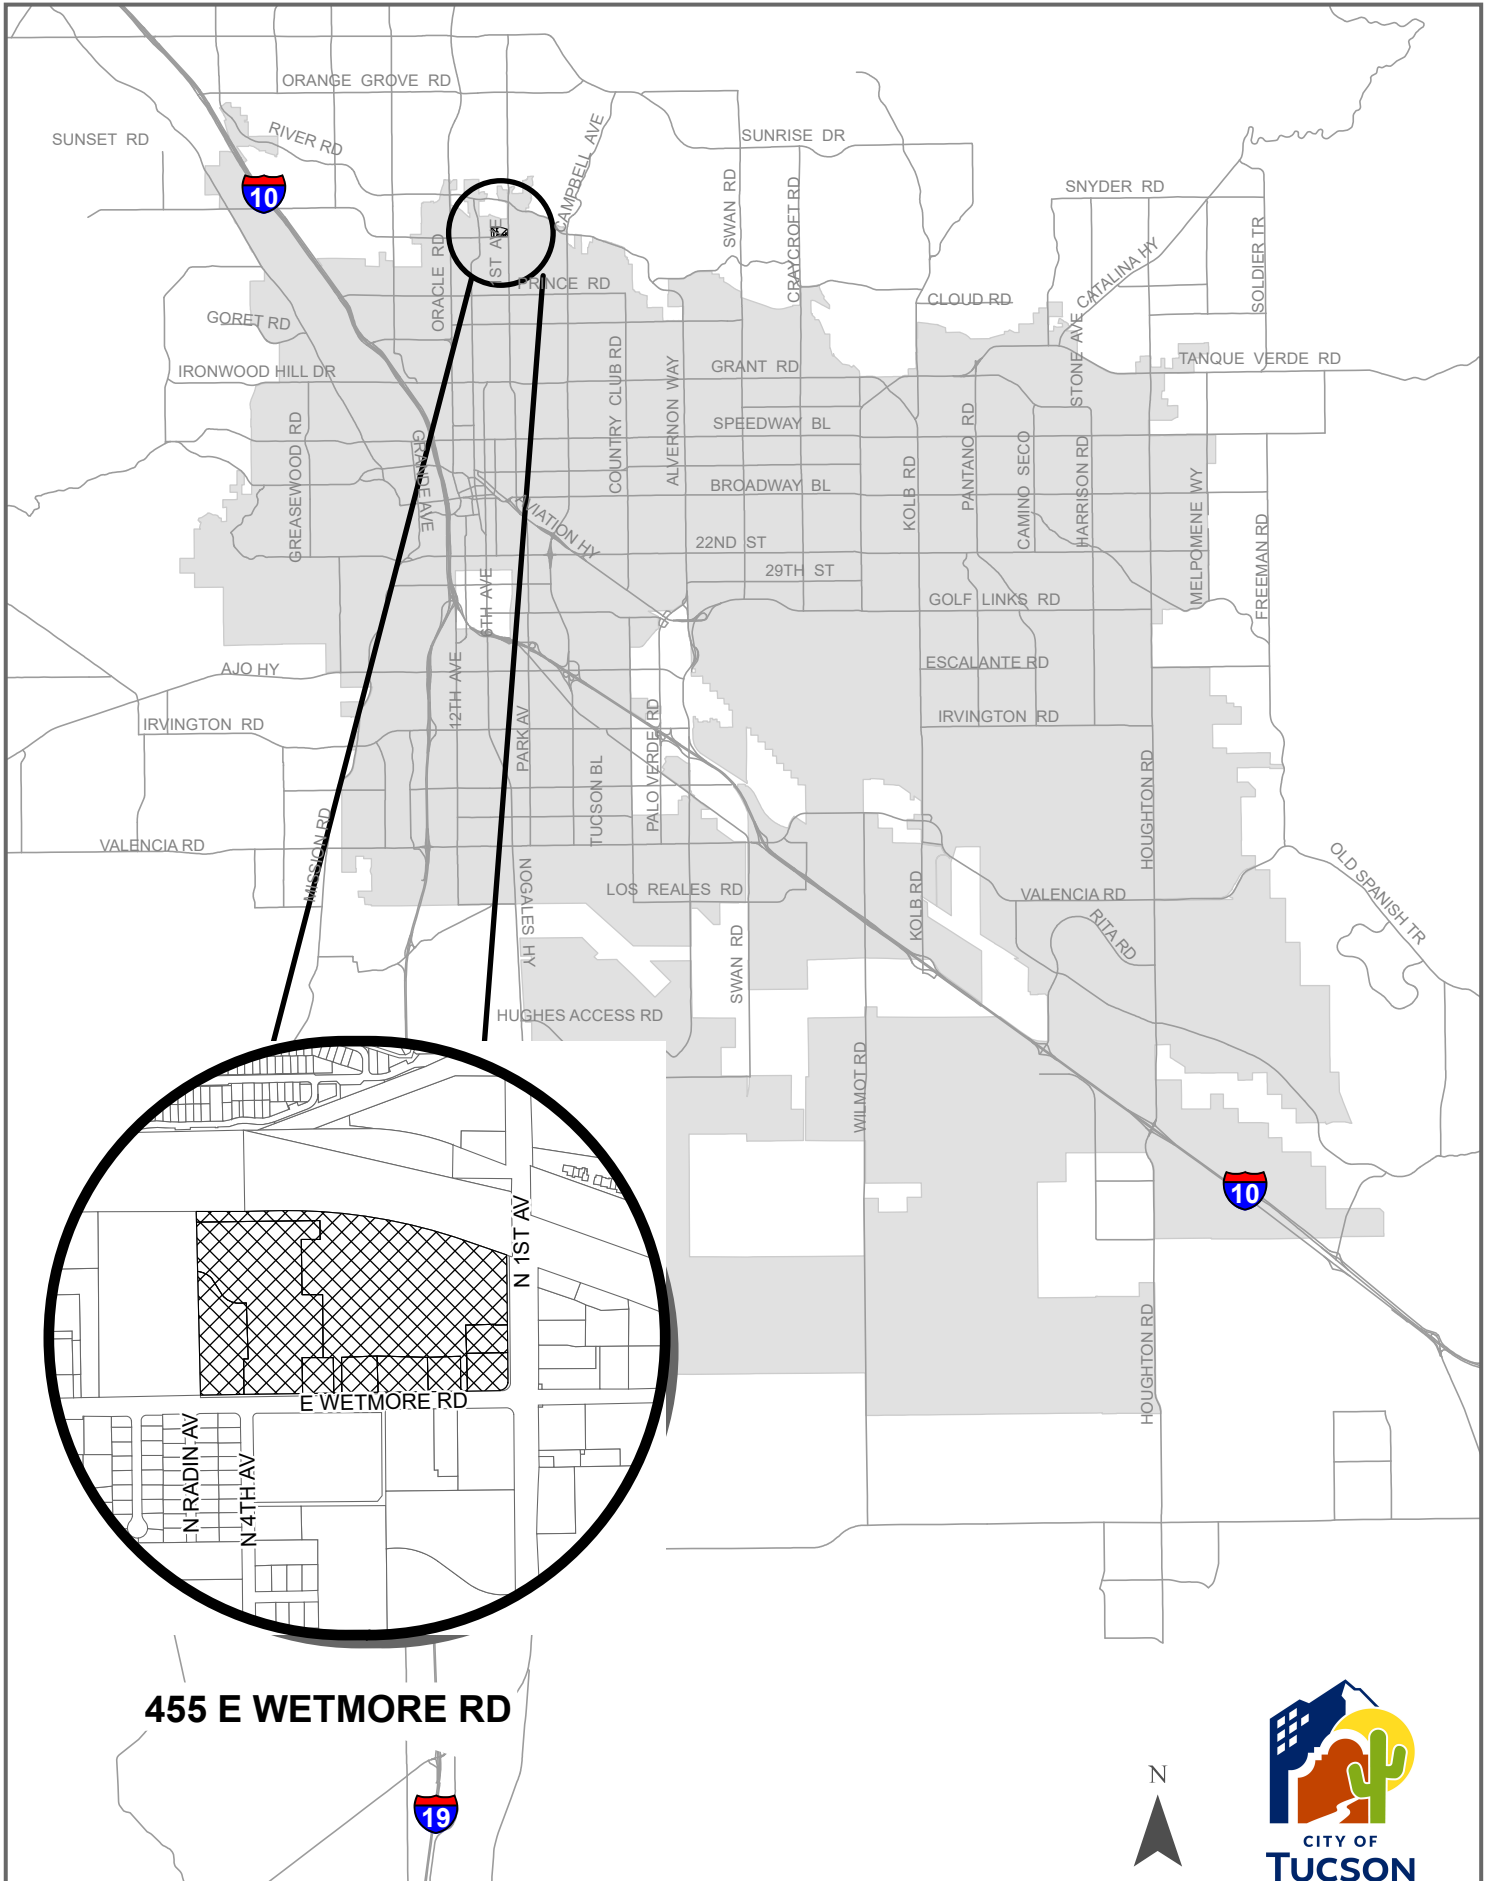 ORANGE GROVE RD
SUNSET RD
RIVER RD
CAMPBELL AVE
SUNRISE DR
10
SWAN RD
CRAYCROFT RD
SNYDER RD
SOLDIER TR
ORACLE RD
1ST AVE
PRINCE RD
CATALINA HY
CLOUD RD
GORET RD
STONE AVE
IRONWOOD HILL DR
COUNTRY CLUB RD
ALVERNON WAY
GRANT RD
TANQUE VERDE RD
GREASEWOOD RD
GRANDE AVE
SPEEDWAY BL
PANTANO RD
CAMINO SECO
HARRISON RD
KOLB RD
BROADWAY BL
MELPOMENE WY
FREEMAN RD
AVIATION HY
22ND ST
29TH ST
6TH AVE
GOLF LINKS RD
AJO HY
12TH AVE
ESCALANTE RD
IRVINGTON RD
PARK AV
PALO VERDE RD
IRVINGTON RD
TUCSON BL
HOUGHTON RD
VALENCIA RD
MISSION RD
NOGALES HY
LOS REALES RD
KOLB RD
VALENCIA RD
OLD SPANISH TR
RITA RD
SWAN RD
HUGHES ACCESS RD
WILMOT RD
10
N 1ST AV
HOUGHTON RD
E WETMORE RD
N RADIN AV
N 4TH AV
455 E WETMORE RD
19
N
CITY OF
TUCSON